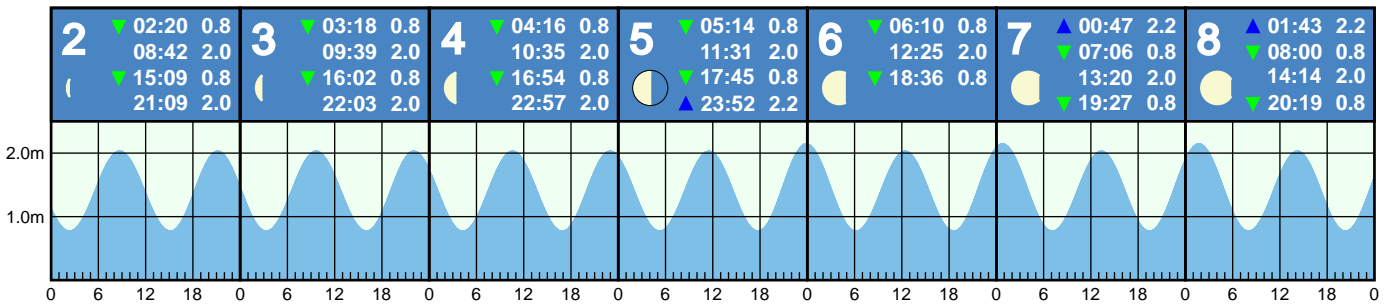 2 ▼ 02:20 0.8
08:42 2.0
▼ 15:09 0.8
21:09 2.0
3 ▼ 03:18 0.8
09:39 2.0
▼ 16:02 0.8
22:03 2.0
4 ▼ 04:16 0.8
10:35 2.0
▼ 16:54 0.8
22:57 2.0
5 ▼ 05:14 0.8
11:31 2.0
▼ 17:45 0.8
▲ 23:52 2.2
6 ▼ 06:10 0.8
12:25 2.0
▼ 18:36 0.8
7 ▲ 00:47 2.2
▼ 07:06 0.8
13:20 2.0
▼ 19:27 0.8
8 ▲ 01:43 2.2
▼ 08:00 0.8
14:14 2.0
▼ 20:19 0.8
2.0m
1.0m
0 6 12 18 0 6 12 18 0 6 12 18 0 6 12 18 0 6 12 18 0 6 12 18 0 6 12 18 0